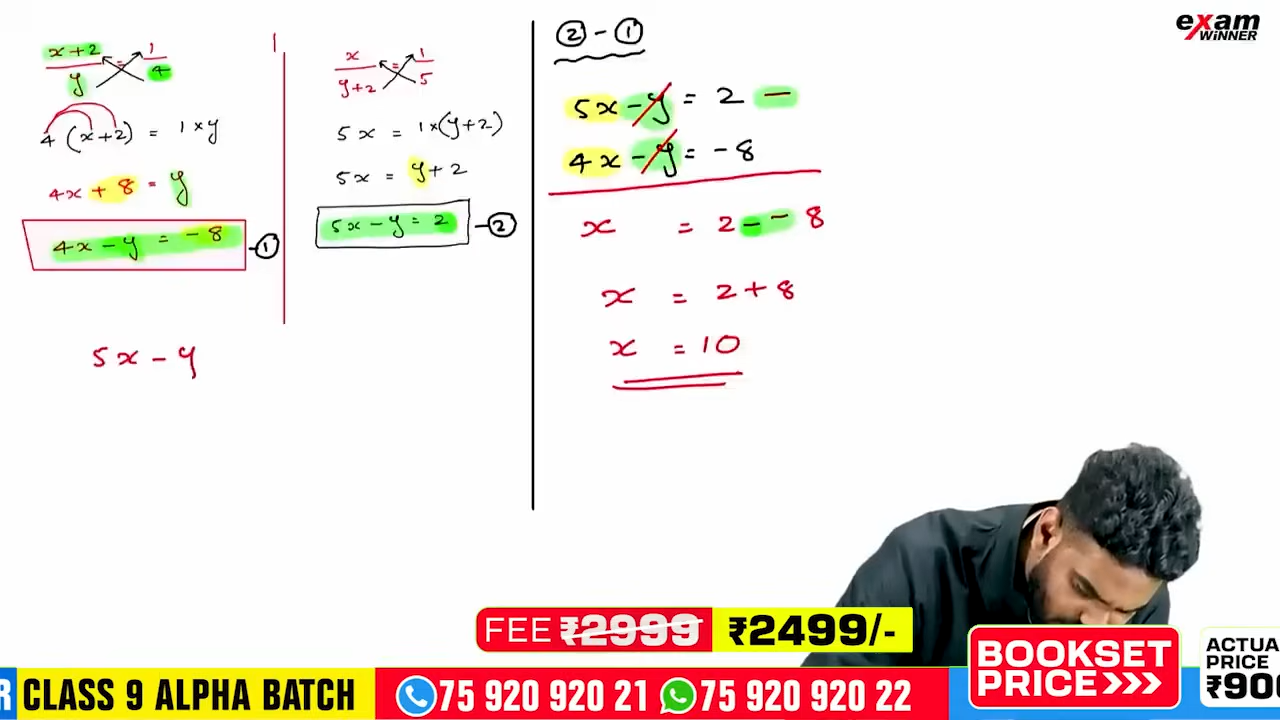 exam
WiNNER
x+2/y = 1/4
4(x+2) = 1×y
4x + 8 = y
4x - y = -8 - ①
5x - y
x/y+2 = 1/5
5x = 1×(y+2)
5x = y + 2
5x - y = 2 - ②
② - ①
5x - y = 2 -
4x - y = -8
x = 2 - - 8
x = 2 + 8
x = 10
FEE ₹2999 ₹2499/-
BOOKSET
PRICE >>>
ACTUA
PRICE
₹900
R CLASS 9 ALPHA BATCH 75 920 920 21 75 920 920 22